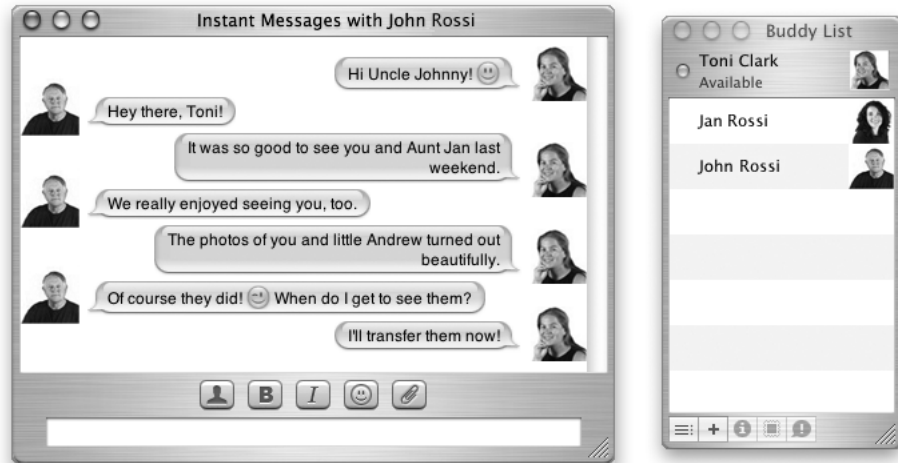 Instant Messages with John Rossi
Hi Uncle Johnny!
Hey there, Toni!
It was so good to see you and Aunt Jan last
weekend.
We really enjoyed seeing you, too.
The photos of you and little Andrew turned out
beautifully.
Of course they did! When do I get to see them?
I'll transfer them now!
B I
Buddy List
Toni Clark
Available
Jan Rossi
John Rossi